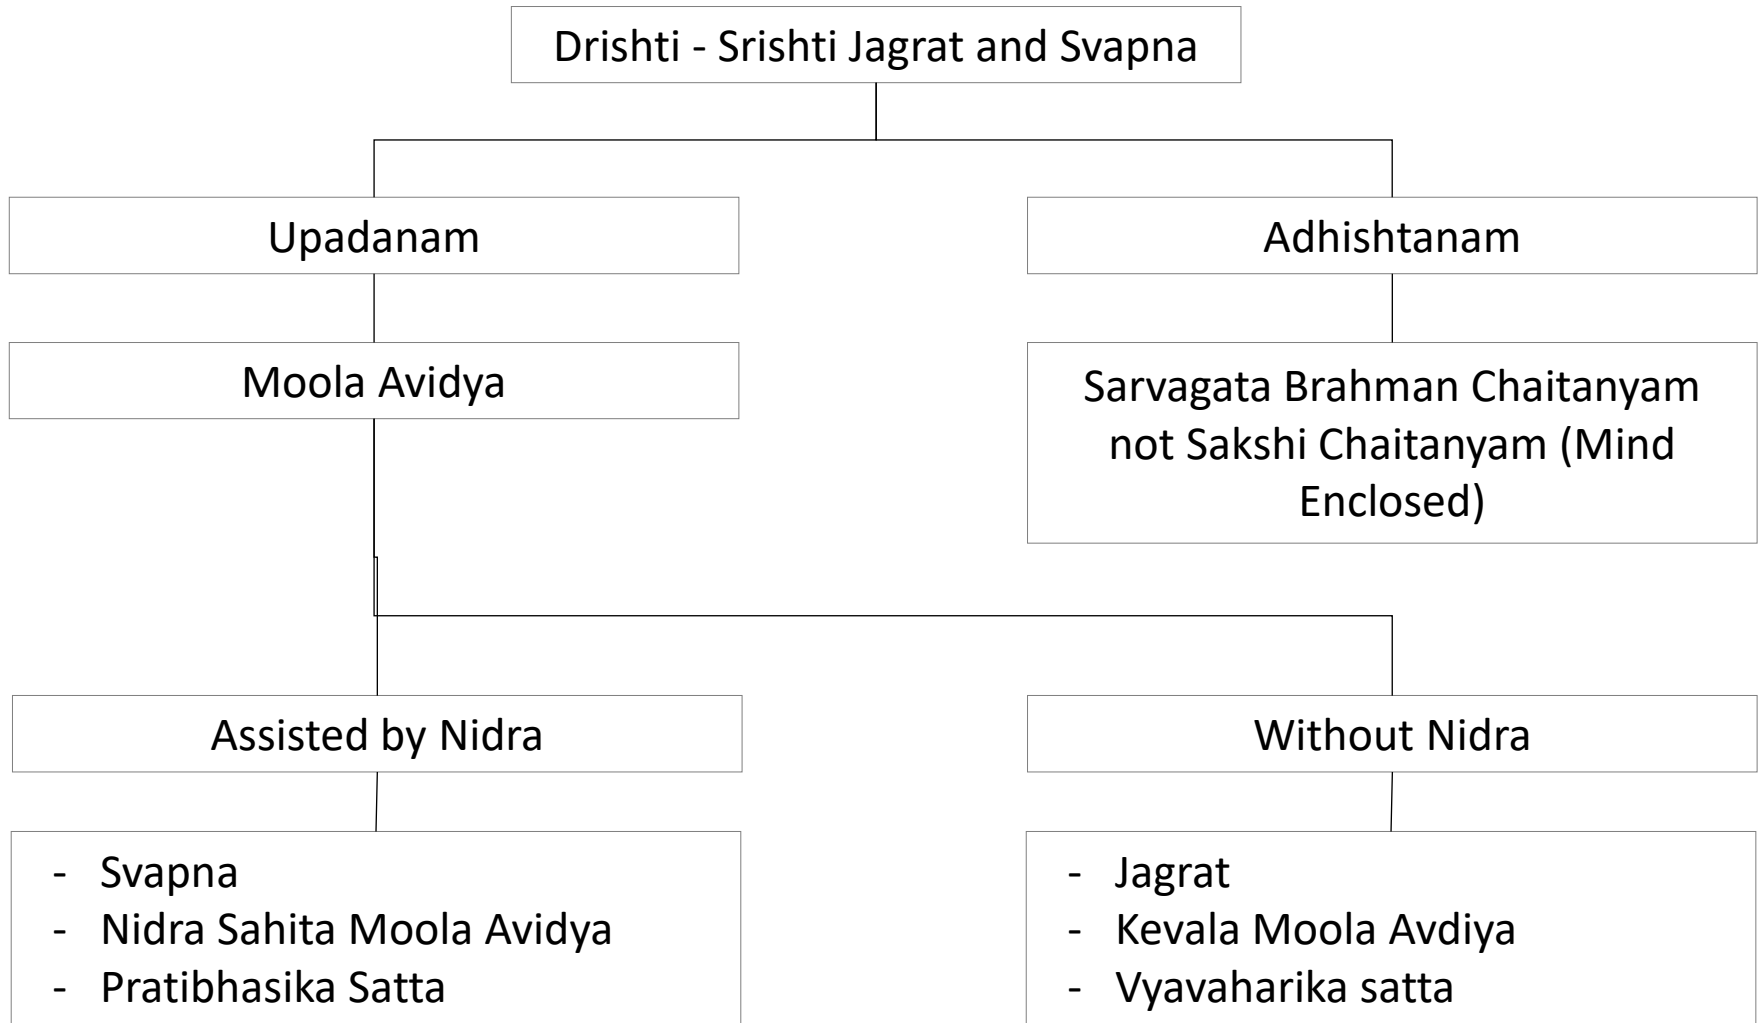 Drishti - Srishti Jagrat and Svapna
Upadanam
Adhishtanam
Moola Avidya
Sarvagata Brahman Chaitanyam
not Sakshi Chaitanyam (Mind
Enclosed)
Assisted by Nidra
Without Nidra
- Svapna
- Nidra Sahita Moola Avidya
- Pratibhasika Satta
- Jagrat
- Kevala Moola Avdiya
- Vyavaharika satta